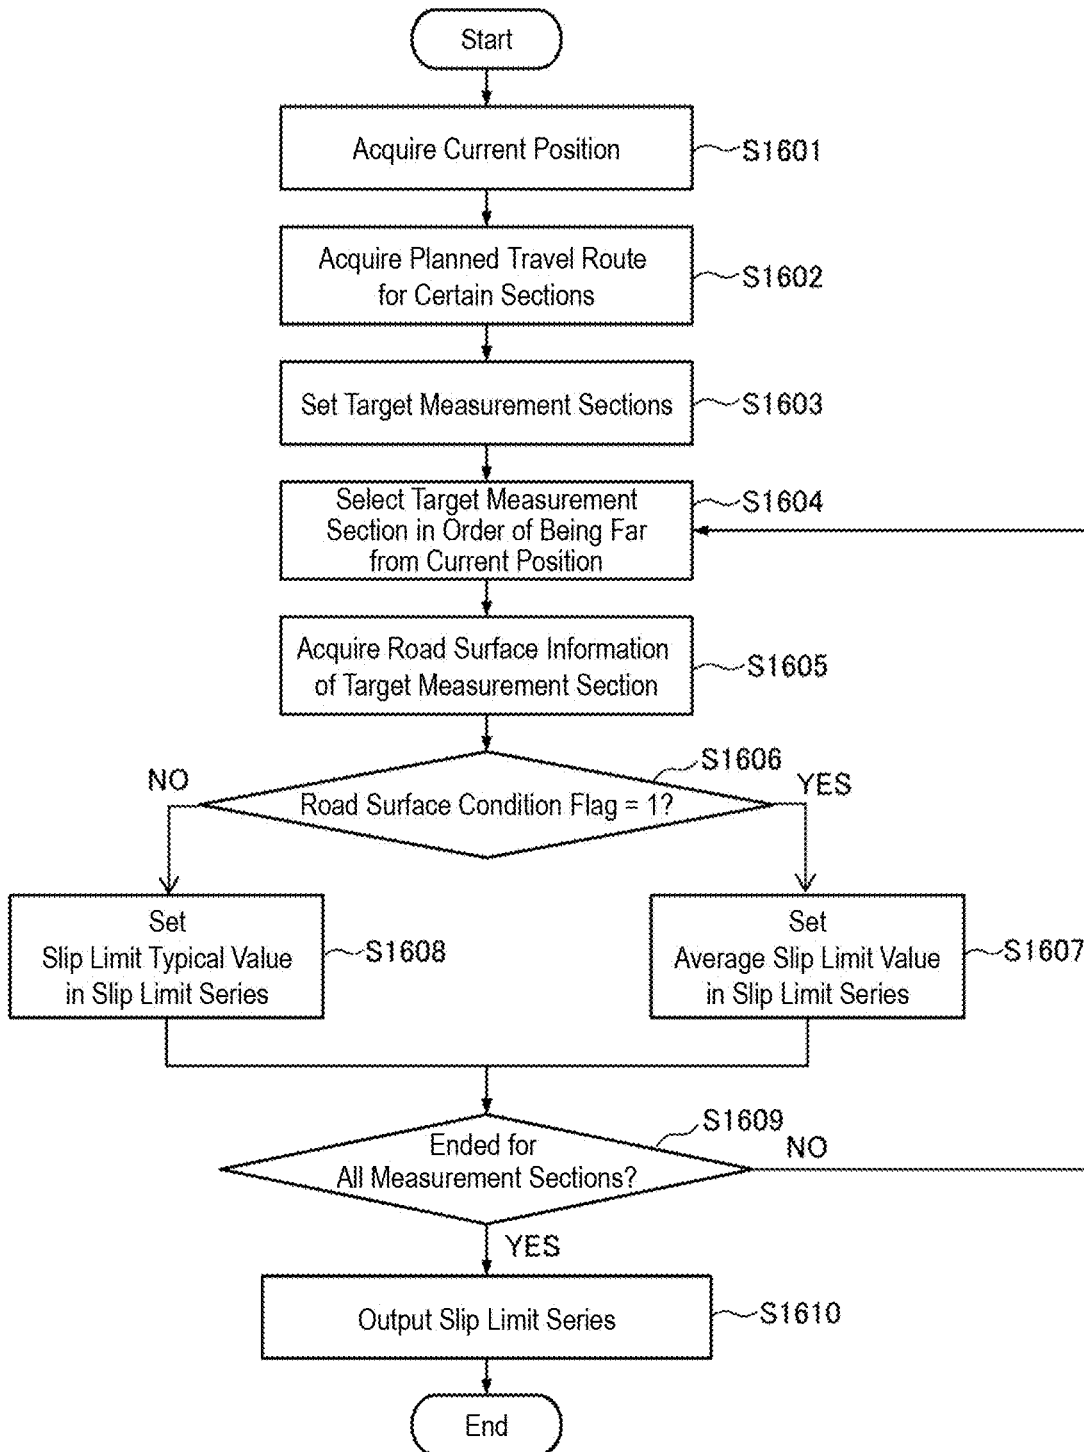 Start
Acquire Current Position
S1601
Acquire Planned Travel Route
for Certain Sections
S1602
Set Target Measurement Sections
S1603
Select Target Measurement
Section in Order of Being Far
from Current Position
S1604
Acquire Road Surface Information
of Target Measurement Section
S1605
S1606
NO
YES
Road Surface Condition Flag = 1?
Set
Slip Limit Typical Value
in Slip Limit Series
S1608
Set
Average Slip Limit Value
in Slip Limit Series
S1607
S1609
Ended for
All Measurement Sections?
NO
YES
Output Slip Limit Series
S1610
End